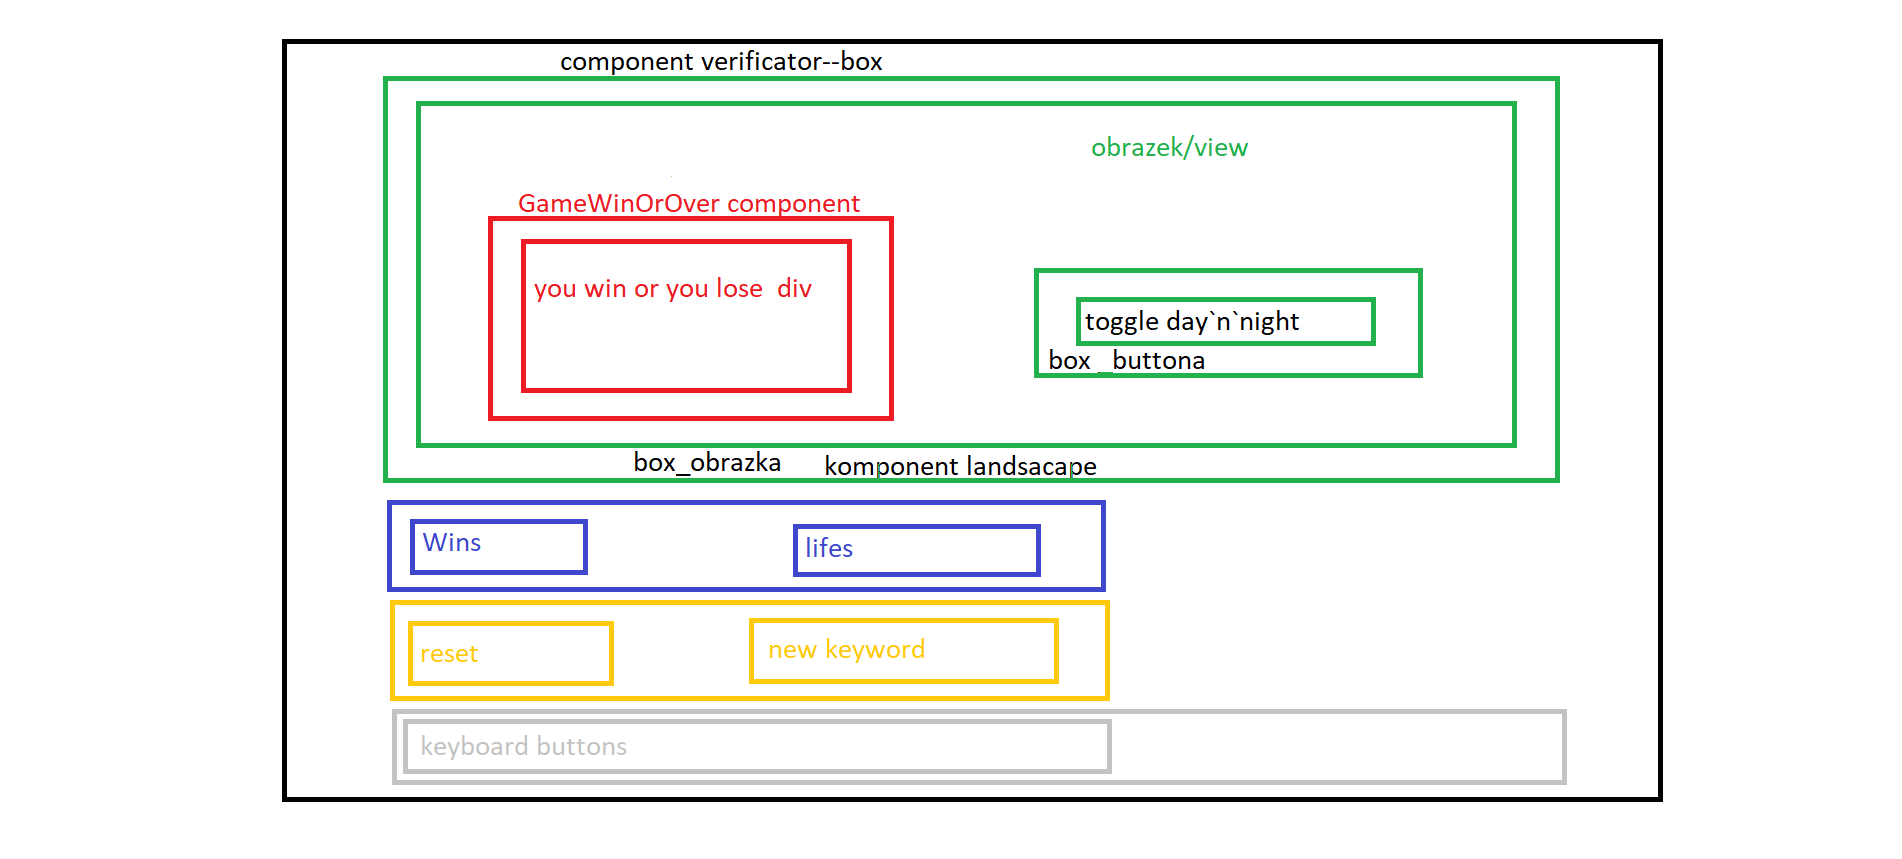 component verificator--box
obrazek/view
GameWinOrOver component
you win or you lose  div
toggle day`n`night
box _buttona
box_obrazka
komponent landsacape
Wins
lifes
reset
new keyword
keyboard buttons